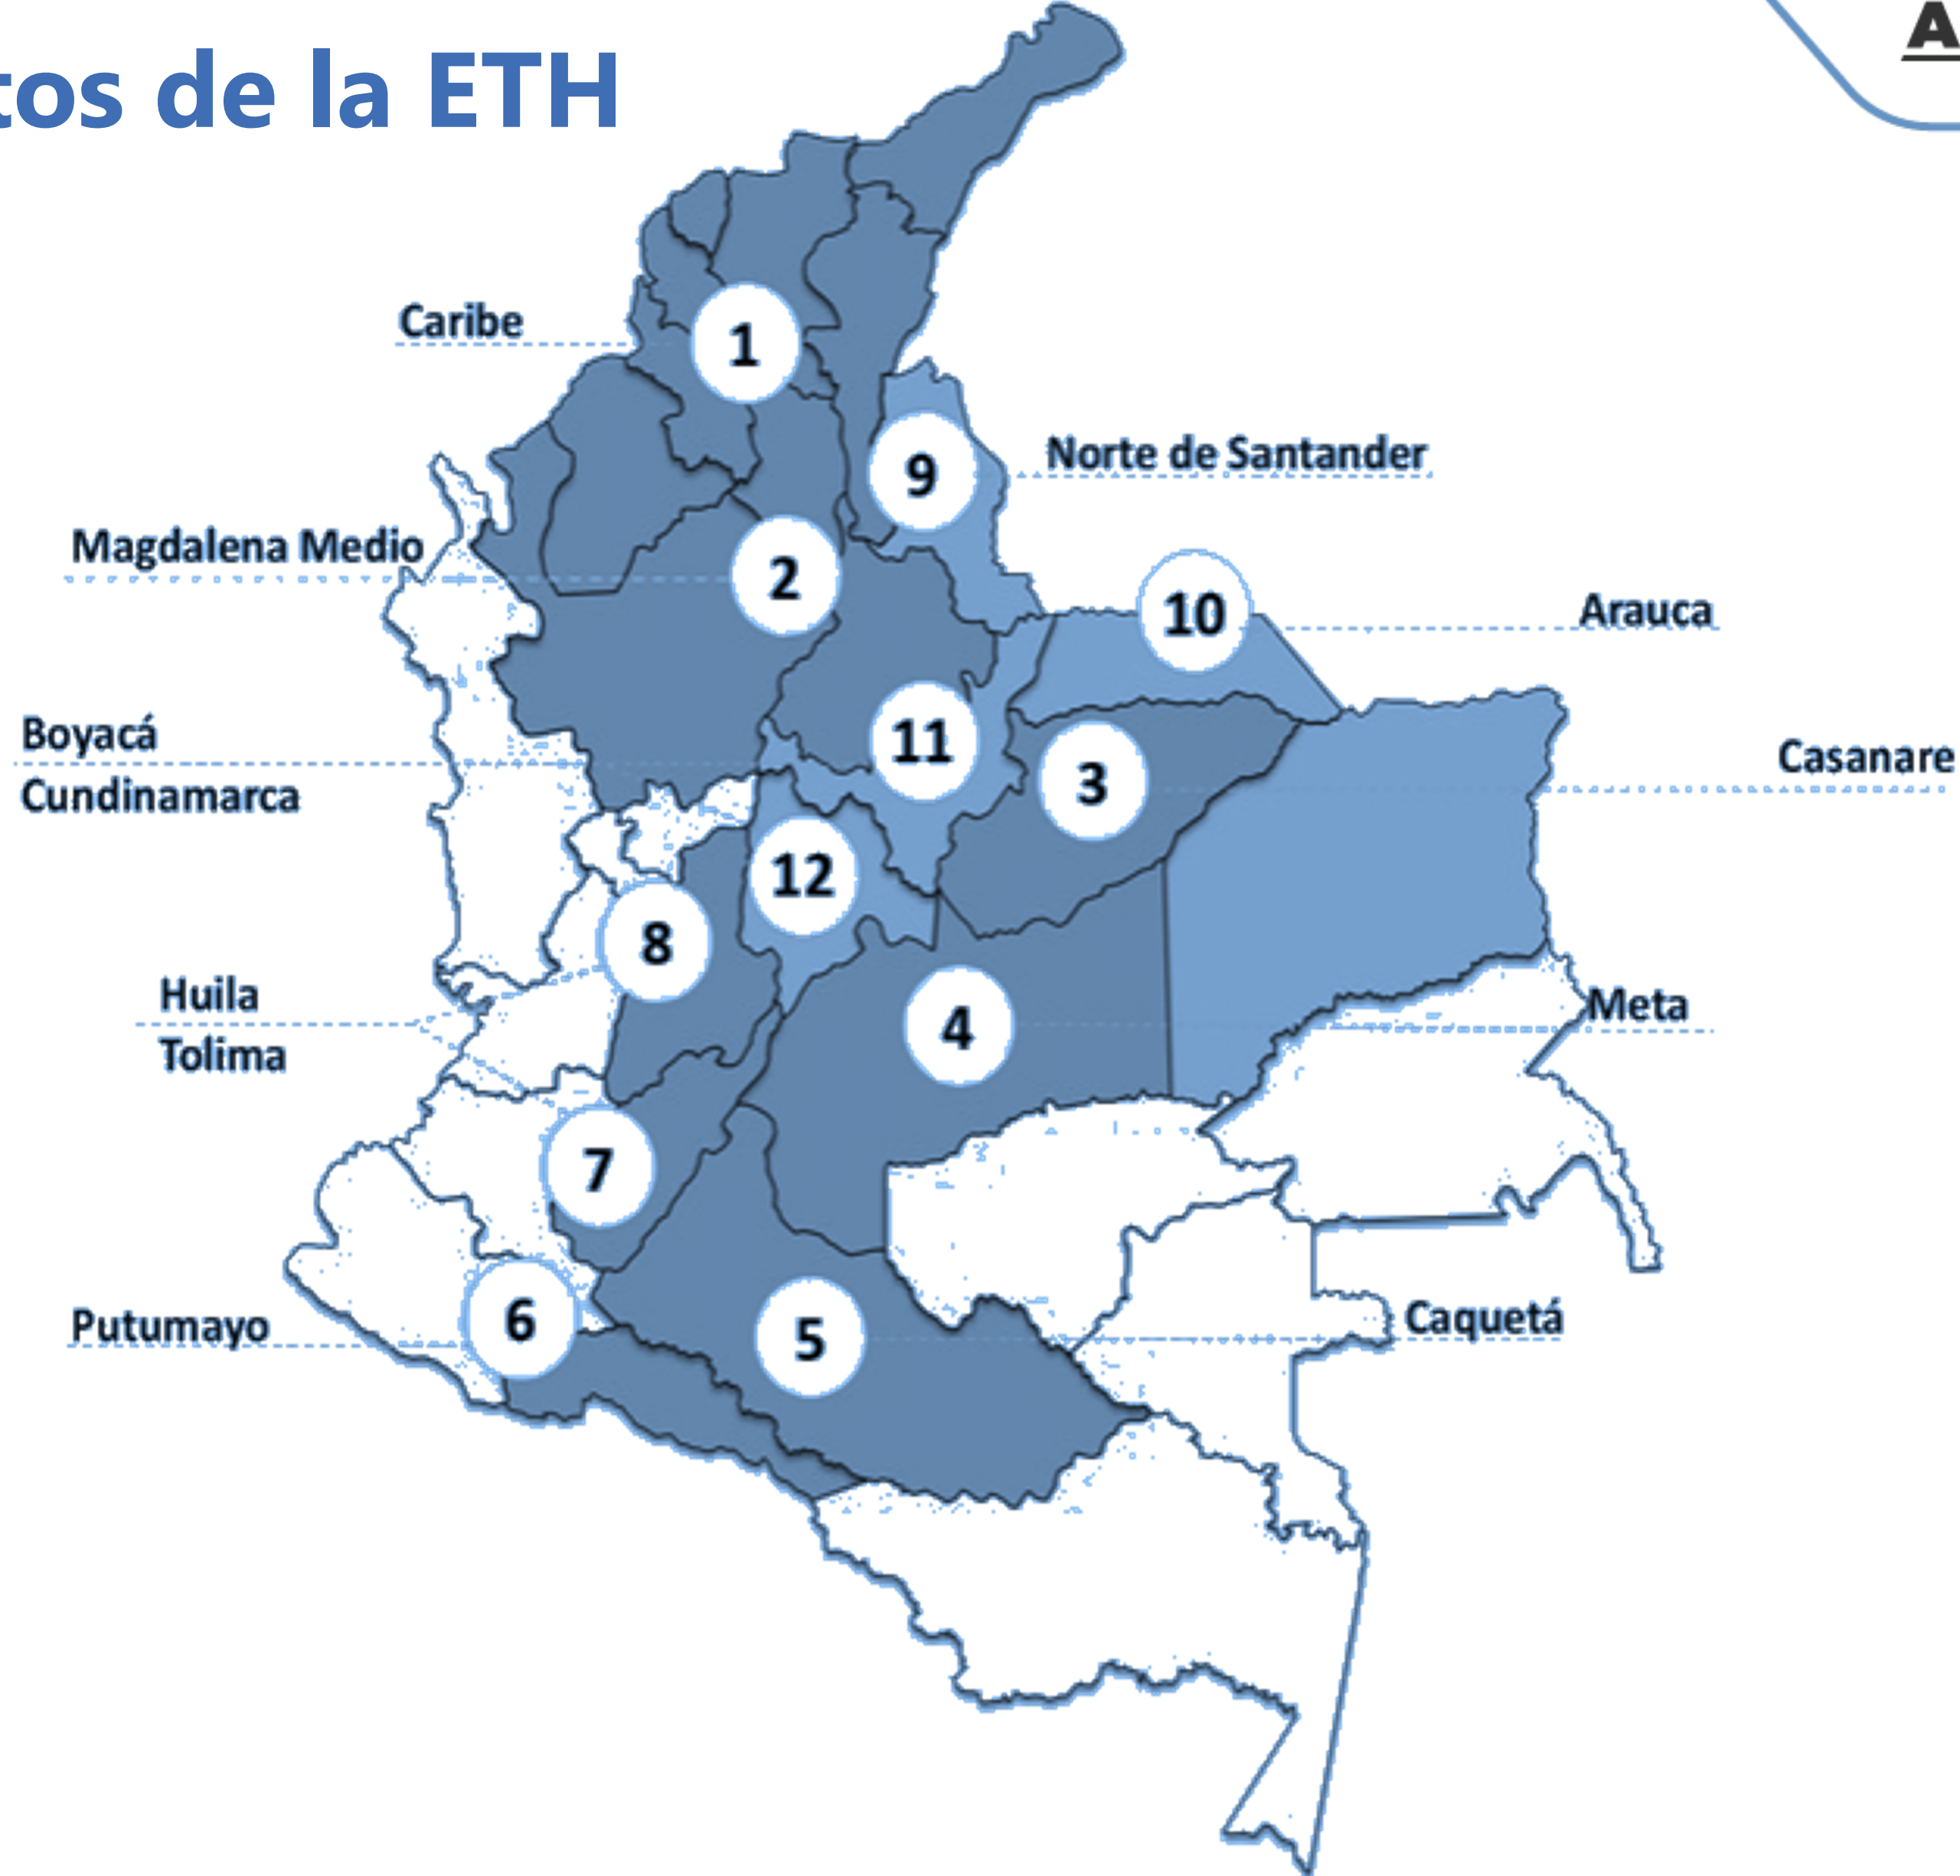 de la ETH
A
Caribe
1
9
Norte de Santander
Magdalena Medio
2
10
Arauca
Boyacá
Cundinamarca
11
3
Casanare
12
8
Huila
Tolima
4
Meta
7
Putumayo
6
5
Caquetá